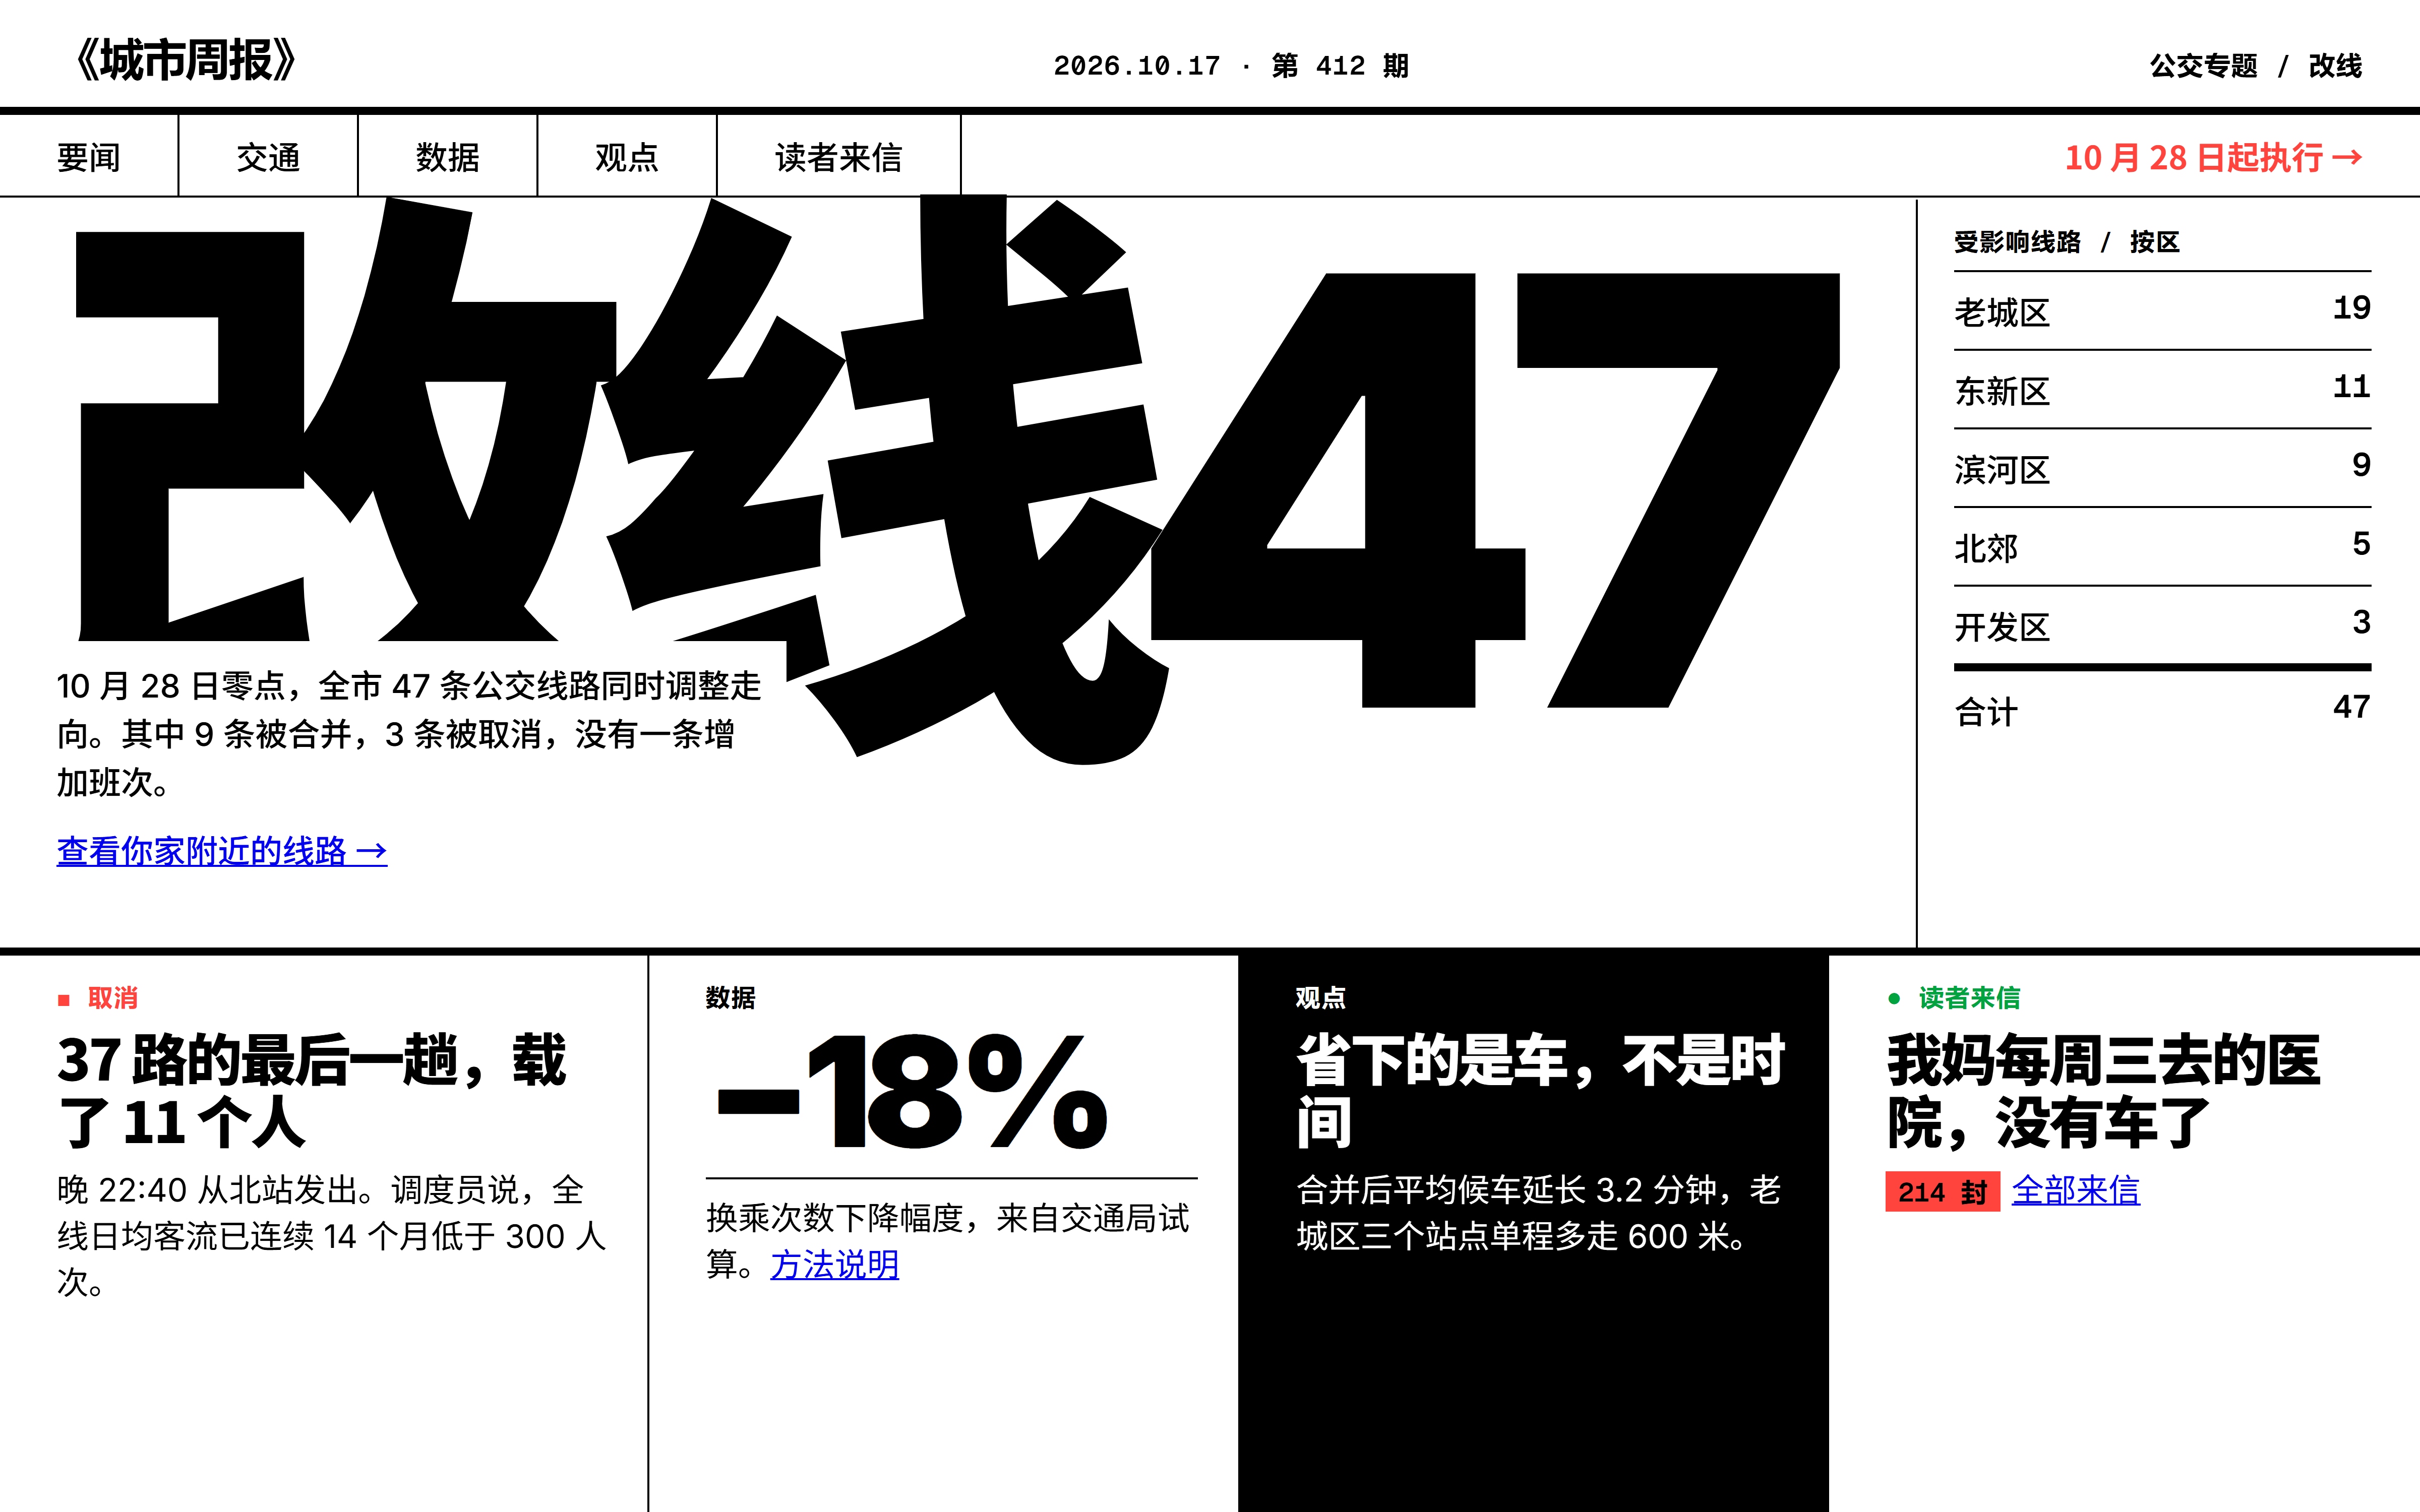 《城市周报》
2026.10.17 · 第 412 期
公交专题 / 改线
要闻
交通
数据
观点
读者来信
10 月 28 日起执行 →
改线47
10 月 28 日零点，全市 47 条公交线路同时调整走
向。其中 9 条被合并，3 条被取消，没有一条增
加班次。
查看你家附近的线路 →
受影响线路 / 按区
老城区 19
东新区 11
滨河区 9
北郊 5
开发区 3
合计 47
■ 取消
37 路的最后一趟，载
了 11 个人
晚 22:40 从北站发出。调度员说，全
线日均客流已连续 14 个月低于 300 人
次。
数据
−18%
换乘次数下降幅度，来自交通局试
算。方法说明
观点
省下的是车，不是时
间
合并后平均候车延长 3.2 分钟，老
城区三个站点单程多走 600 米。
● 读者来信
我妈每周三去的医
院，没有车了
214 封 全部来信